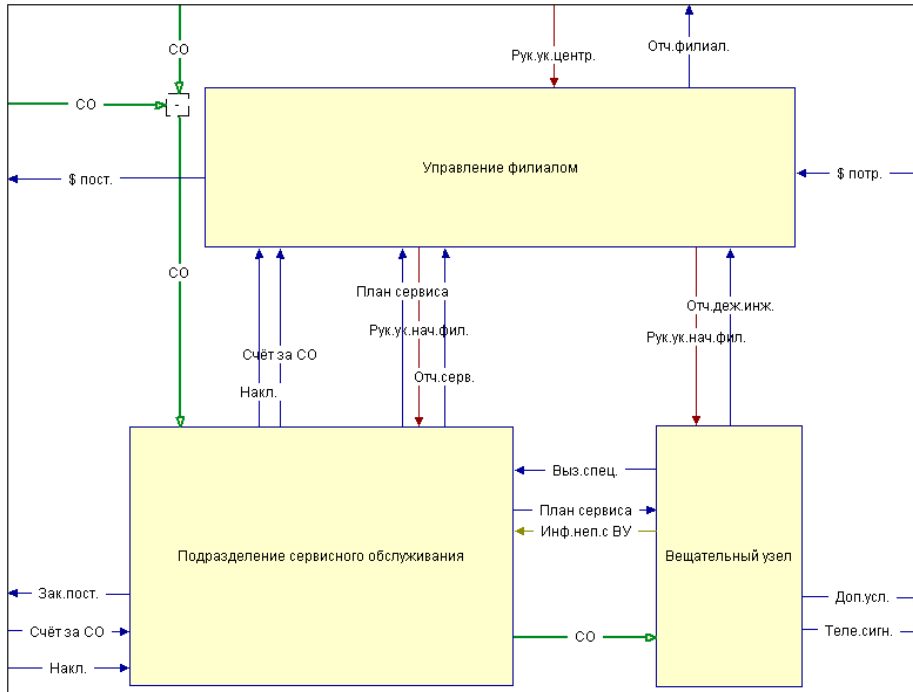 СО
Рук.ук.центр.
Отч.филиал.
СО
-
Управление филиалом
$ пост.
$ потр.
СО
План сервиса
Отч.деж.инж.
Рук.ук.нач.фил.
Рук.ук.нач.фил.
Счёт за СО
Отч.серв.
Накл.
Выз.спец.
План сервиса
Инф.неп.с ВУ
Подразделение сервисного обслуживания
Вещательный узел
Зак.пост.
Доп.усл.
Счёт за СО
Теле.сигн.
СО
Накл.